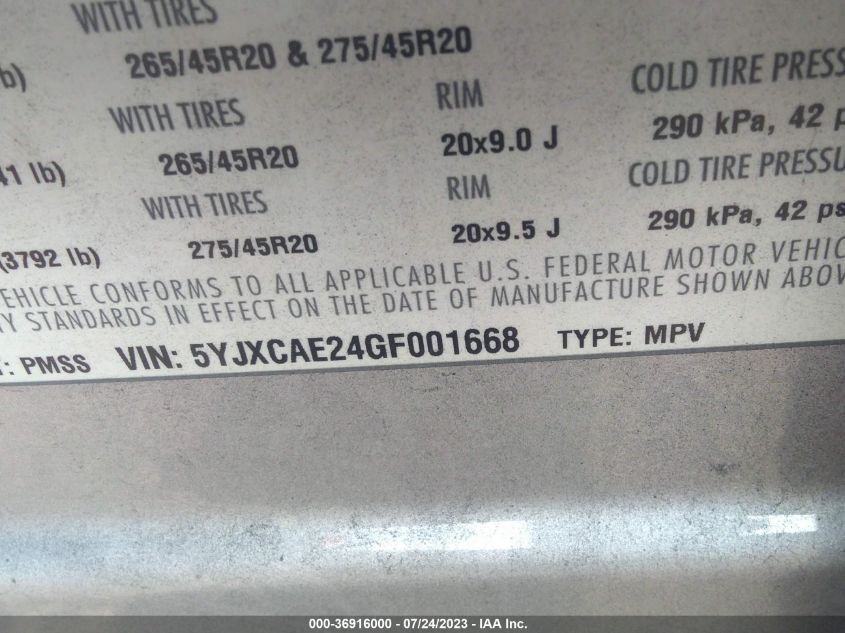 WITH TIRES
b) 265/45R20 & 275/45R20
WITH TIRES RIM COLD TIRE PRESS
41 lb) 265/45R20 20x9.0 J 290 kPa, 42 p
WITH TIRES RIM COLD TIRE PRESSU
(3792 lb) 275/45R20 20x9.5 J 290 kPa, 42 ps
VEHICLE CONFORMS TO ALL APPLICABLE U.S. FEDERAL MOTOR VEHIC
TY STANDARDS IN EFFECT ON THE DATE OF MANUFACTURE SHOWN ABOV
T: PMSS VIN: 5YJXCAE24GF001668 TYPE: MPV
000-36916000 - 07/24/2023 - IAA Inc.